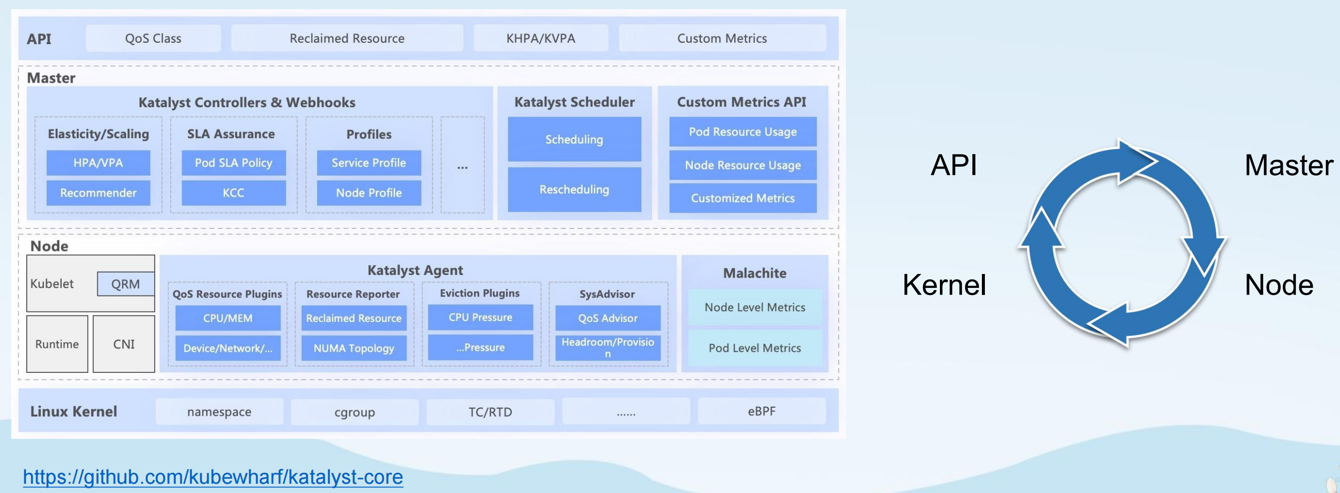 API
QoS Class
Reclaimed Resource
KHPA/KVPA
Custom Metrics
Master
Katalyst Controllers & Webhooks
Elasticity/Scaling
HPA/VPA
Recommender
SLA Assurance
Pod SLA Policy
KCC
Profiles
Service Profile
Node Profile
...
Katalyst Scheduler
Scheduling
Rescheduling
Custom Metrics API
Pod Resource Usage
Node Resource Usage
Customized Metrics
Node
Kubelet
QRM
Runtime
CNI
Katalyst Agent
QoS Resource Plugins
CPU/MEM
Device/Network/...
Resource Reporter
Reclaimed Resource
NUMA Topology
Eviction Plugins
CPU Pressure
...Pressure
SysAdvisor
QoS Advisor
Headroom/Provisio
n
Malachite
Node Level Metrics
Pod Level Metrics
Linux Kernel
namespace
cgroup
TC/RTD
......
eBPF
API
Master
Kernel
Node
https://github.com/kubewharf/katalyst-core